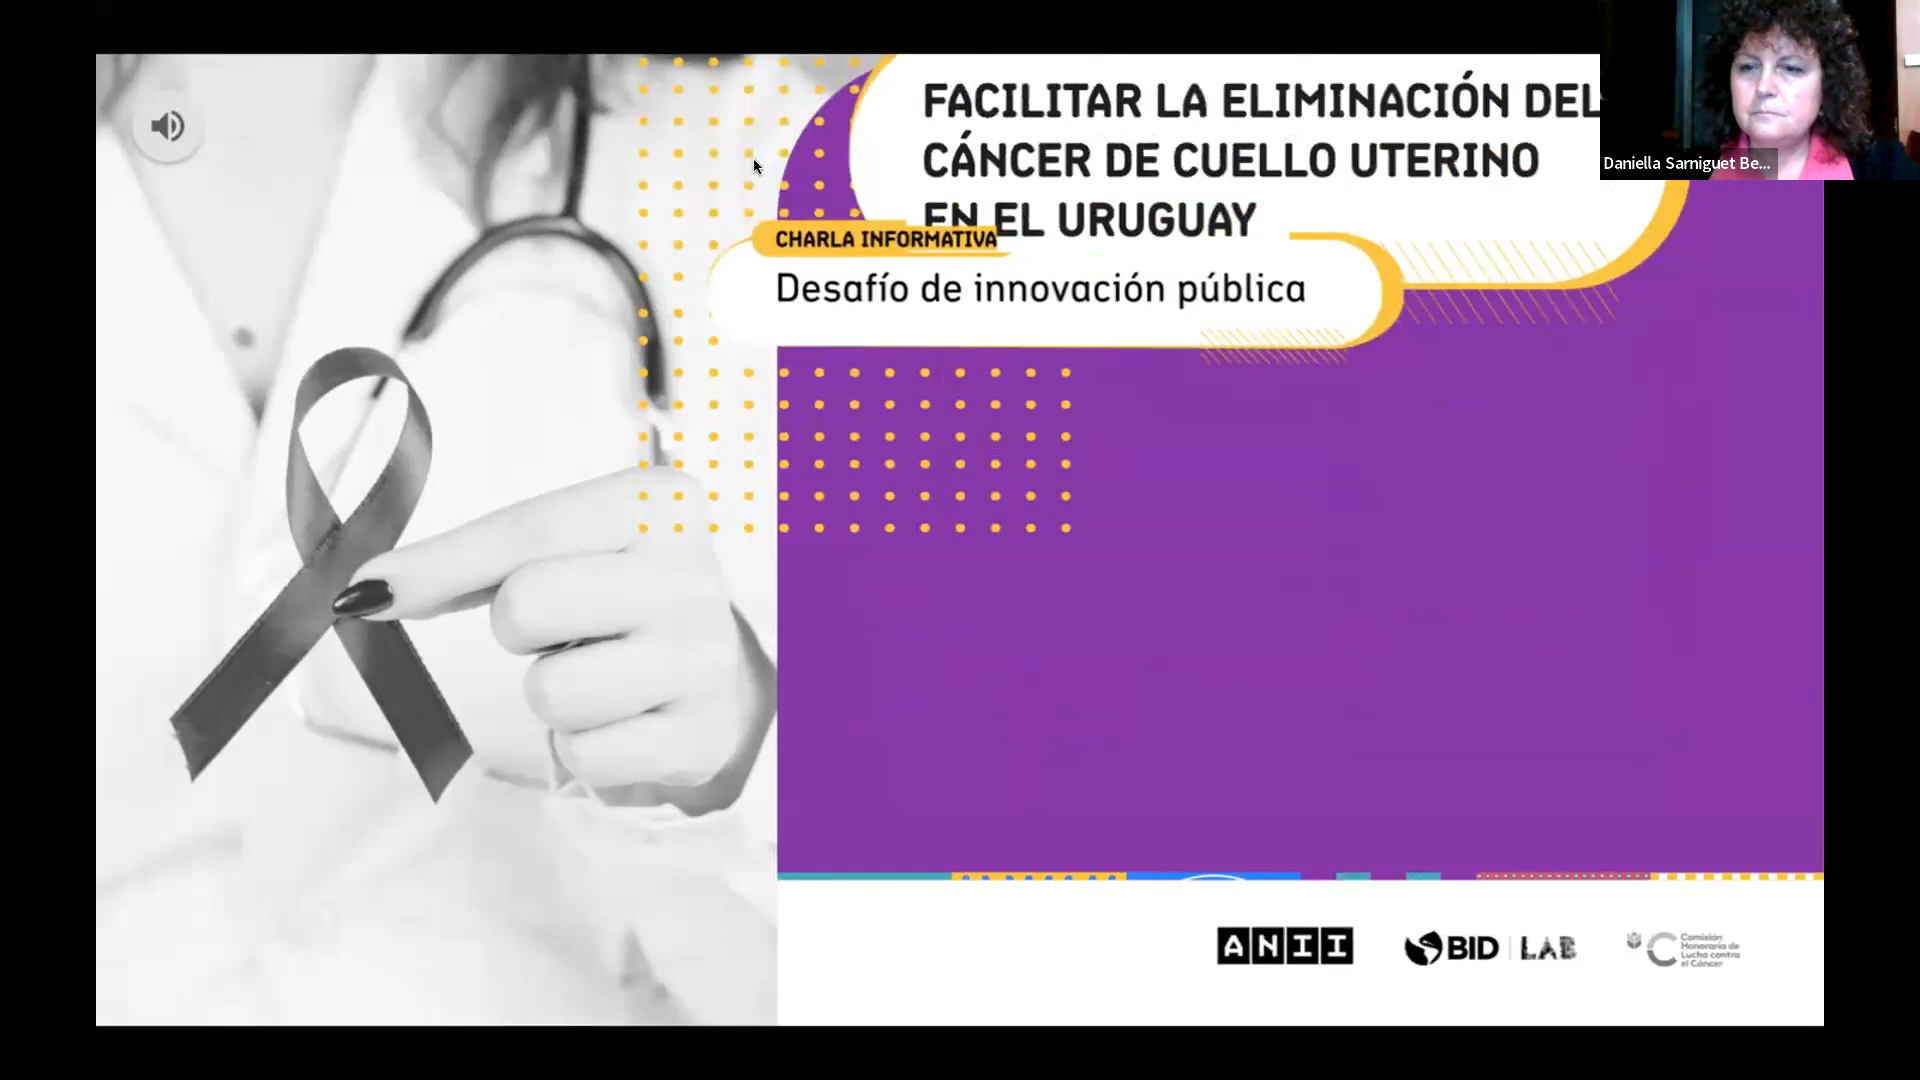 FACILITAR LA ELIMINACIÓN DEL
CÁNCER DE CUELLO UTERINO
EN EL URUGUAY
CHARLA INFORMATIVA
Desafío de innovación pública
Daniella Sarniguet Be...
ANII
BID | LAB
Comisión
Honoraria de
Lucha contra
el Cáncer